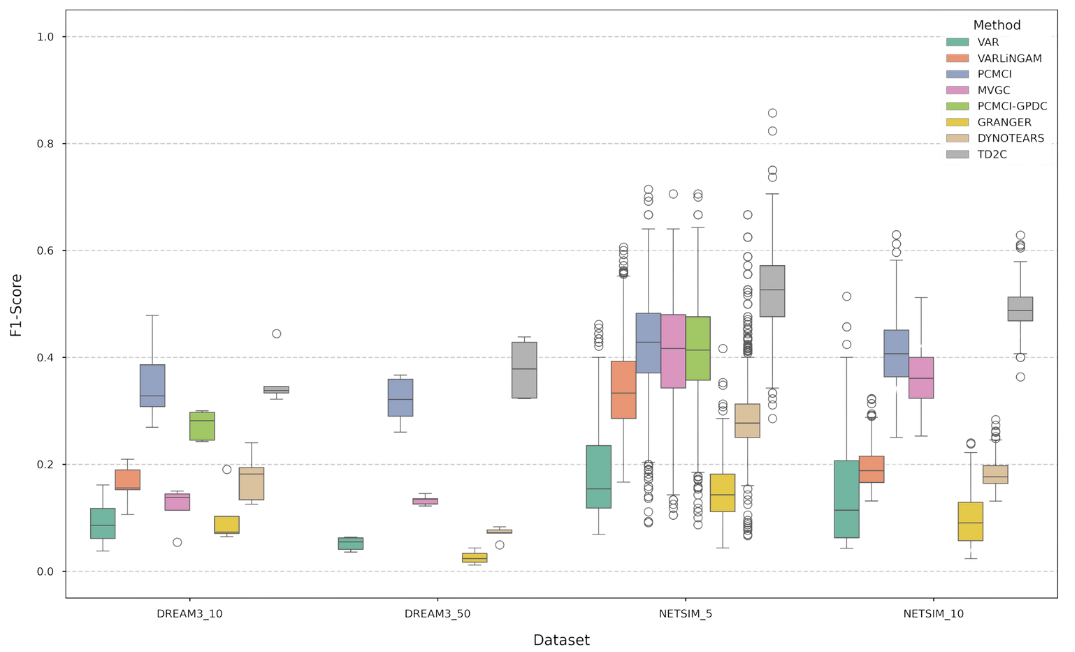 F1-Score
1.0
0.8
0.6
0.4
0.2
0.0
Method
VAR
VARLiNGAM
PCMCI
MVGC
PCMCI-GPDC
GRANGER
DYNOTEARS
TD2C
DREAM3_10
DREAM3_50
NETSIM_5
NETSIM_10
Dataset